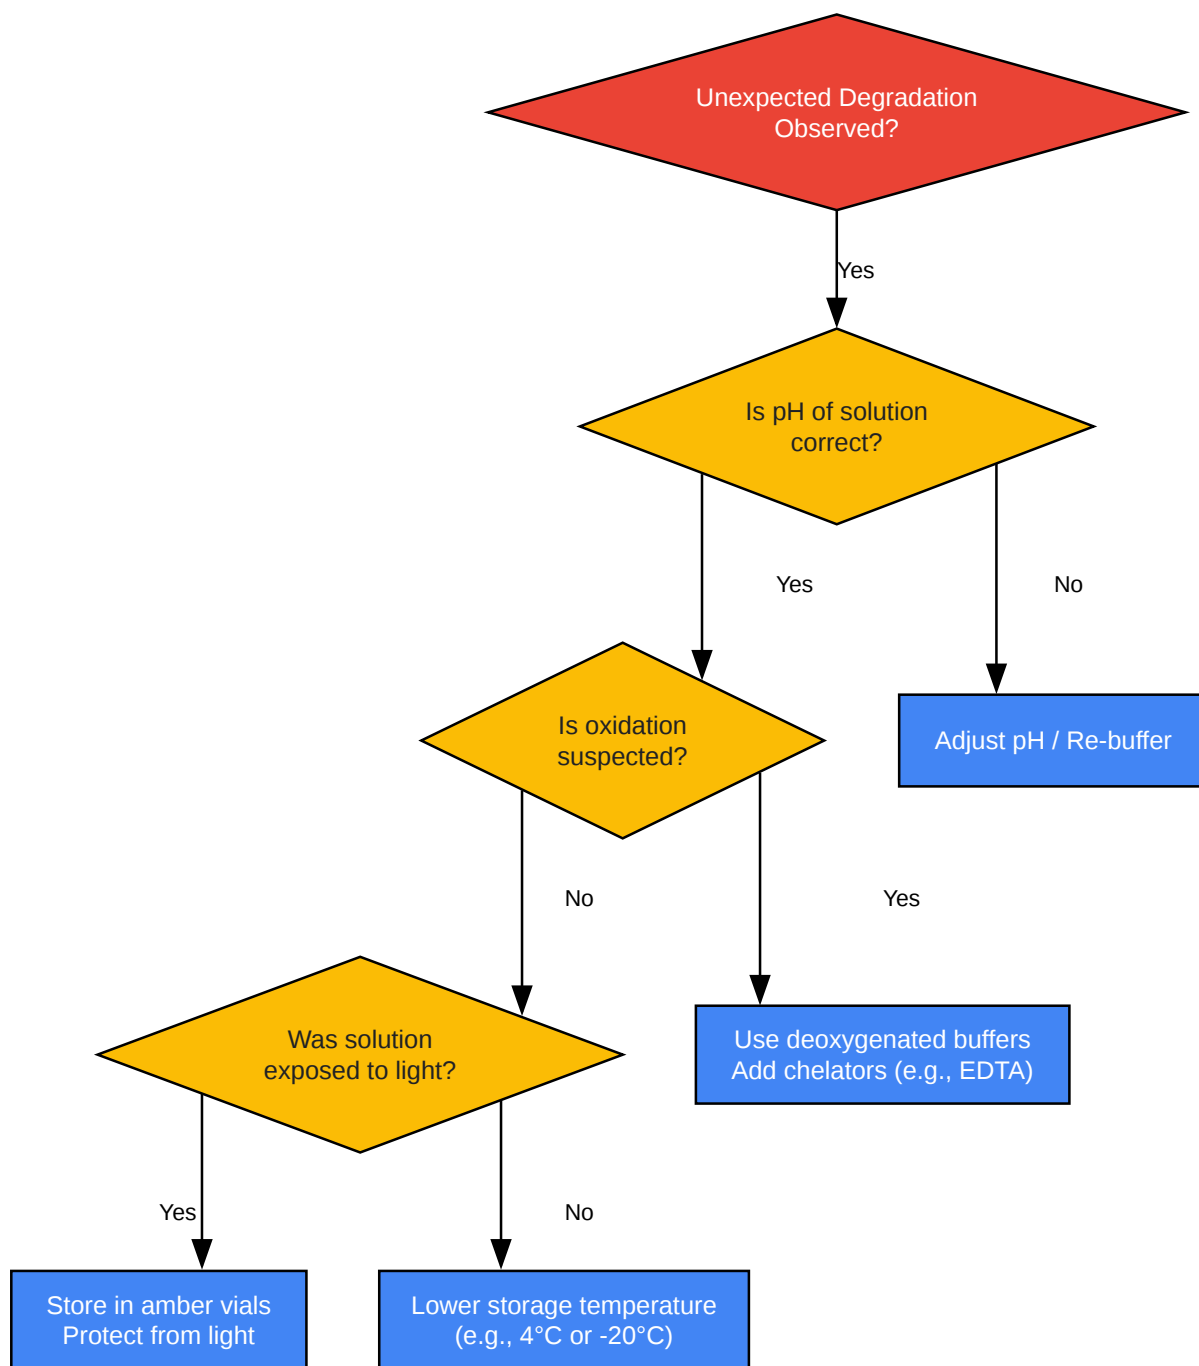 Unexpected Degradation
Observed?
Yes
Is pH of solution
correct?
Yes
No
Is oxidation
suspected?
Adjust pH / Re-buffer
No
Yes
Was solution
exposed to light?
Use deoxygenated buffers
Add chelators (e.g., EDTA)
Yes
No
Store in amber vials
Protect from light
Lower storage temperature
(e.g., 4°C or -20°C)